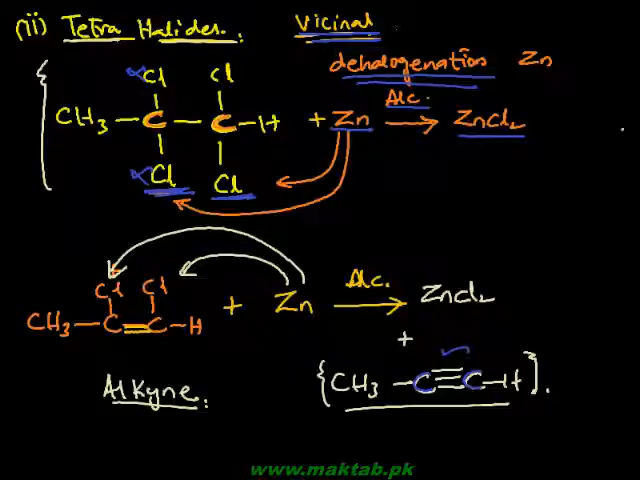 (ii) Tetra Halides. Vicinal
dehalogenation Zn
Cl Cl
CH3 — C — C — H + Zn Alc. → ZnCl2
Cl Cl
Cl Cl
CH3 — C = C — H + Zn Alc. → ZnCl2
+
Alkyne. {CH3 — C ≡ C — H}.
www.maktab.pk